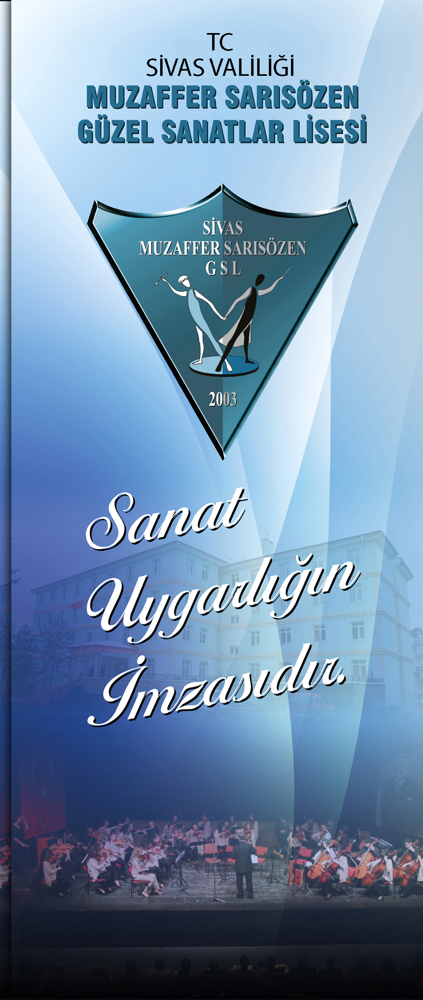 TC
SİVAS VALİLİĞİ
MUZAFFER SARISÖZEN
GÜZEL SANATLAR LİSESİ
SİVAS
MUZAFFER SARISÖZEN
G S L
2003
Sanat
Uygarlığın
İmzasıdır.